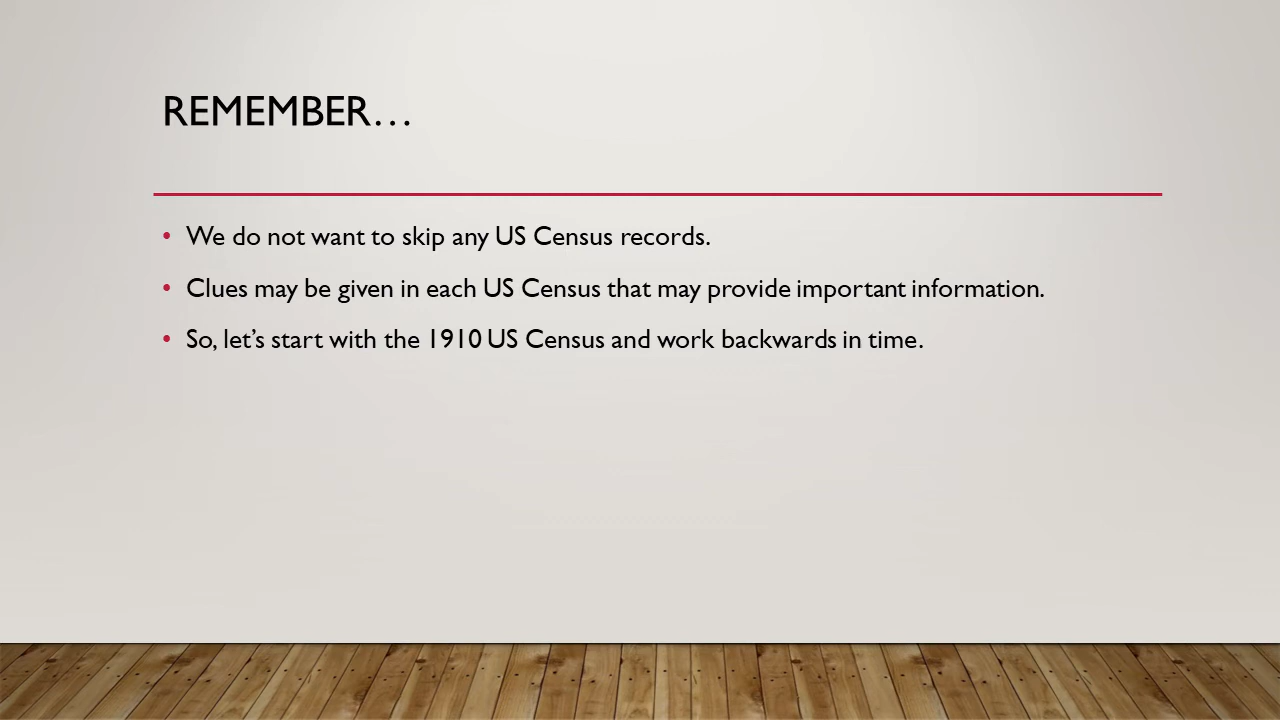 REMEMBER…
• We do not want to skip any US Census records.
• Clues may be given in each US Census that may provide important information.
• So, let’s start with the 1910 US Census and work backwards in time.